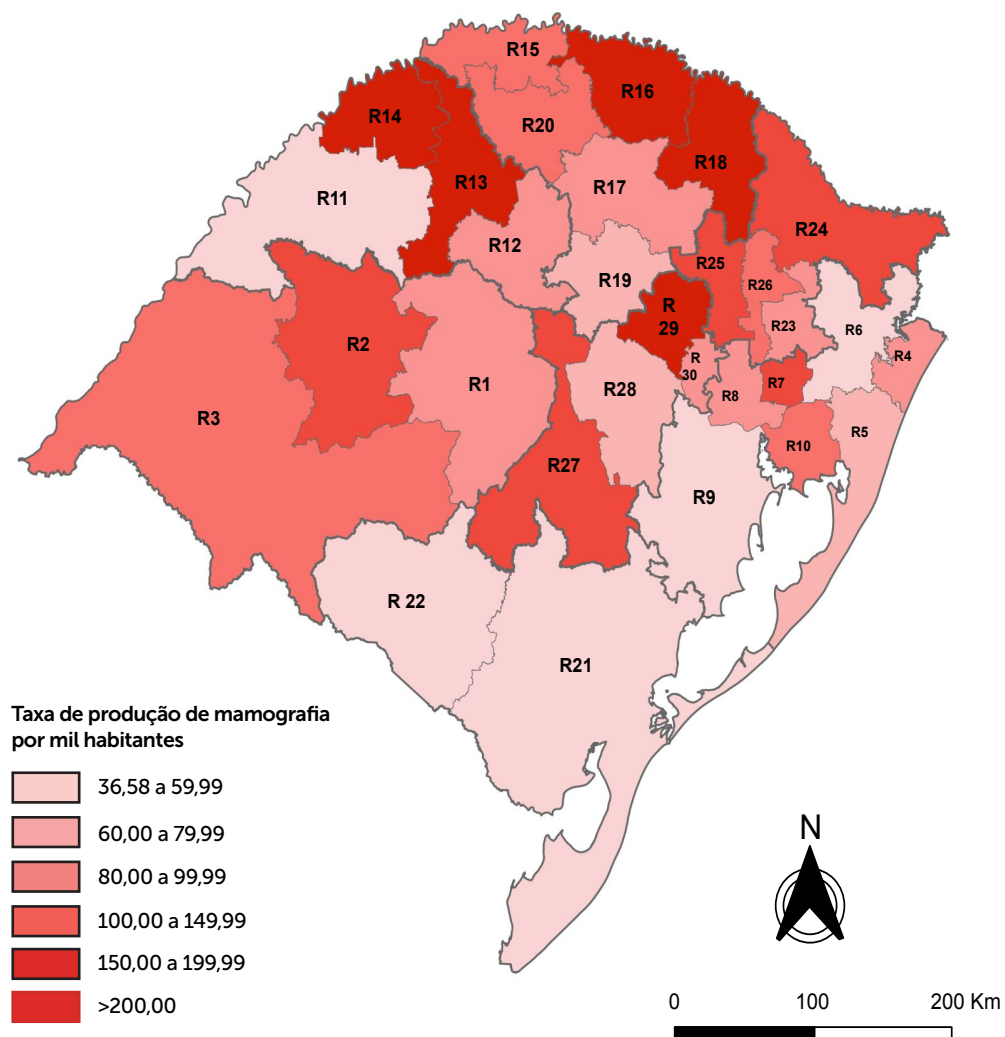 R15
R16
R14
R20
R18
R13
R17
R11
R24
R12
R25
R19
R26
R
29
R23
R6
R2
R4
R
30
R7
R1
R28
R8
R3
R5
R10
R27
R9
R 22
R21
Taxa de produção de mamografia
por mil habitantes
36,58 a 59,99
60,00 a 79,99
80,00 a 99,99
100,00 a 149,99
150,00 a 199,99
>200,00
N
0 100 200 Km